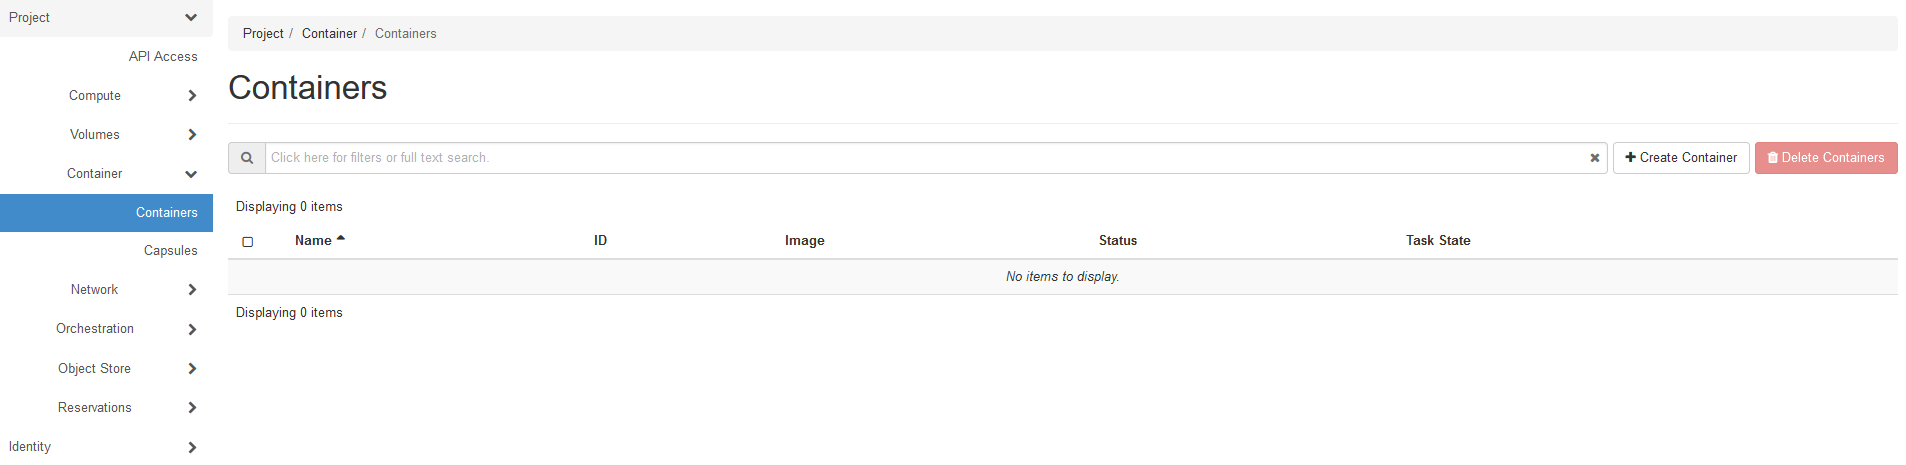 Project
API Access
Compute
Volumes
Container
Containers
Capsules
Network
Orchestration
Object Store
Reservations
Identity
Project / Container / Containers
Containers
Click here for filters or full text search. Create Container Delete Containers
Displaying 0 items
Name ID Image Status Task State
No items to display.
Displaying 0 items